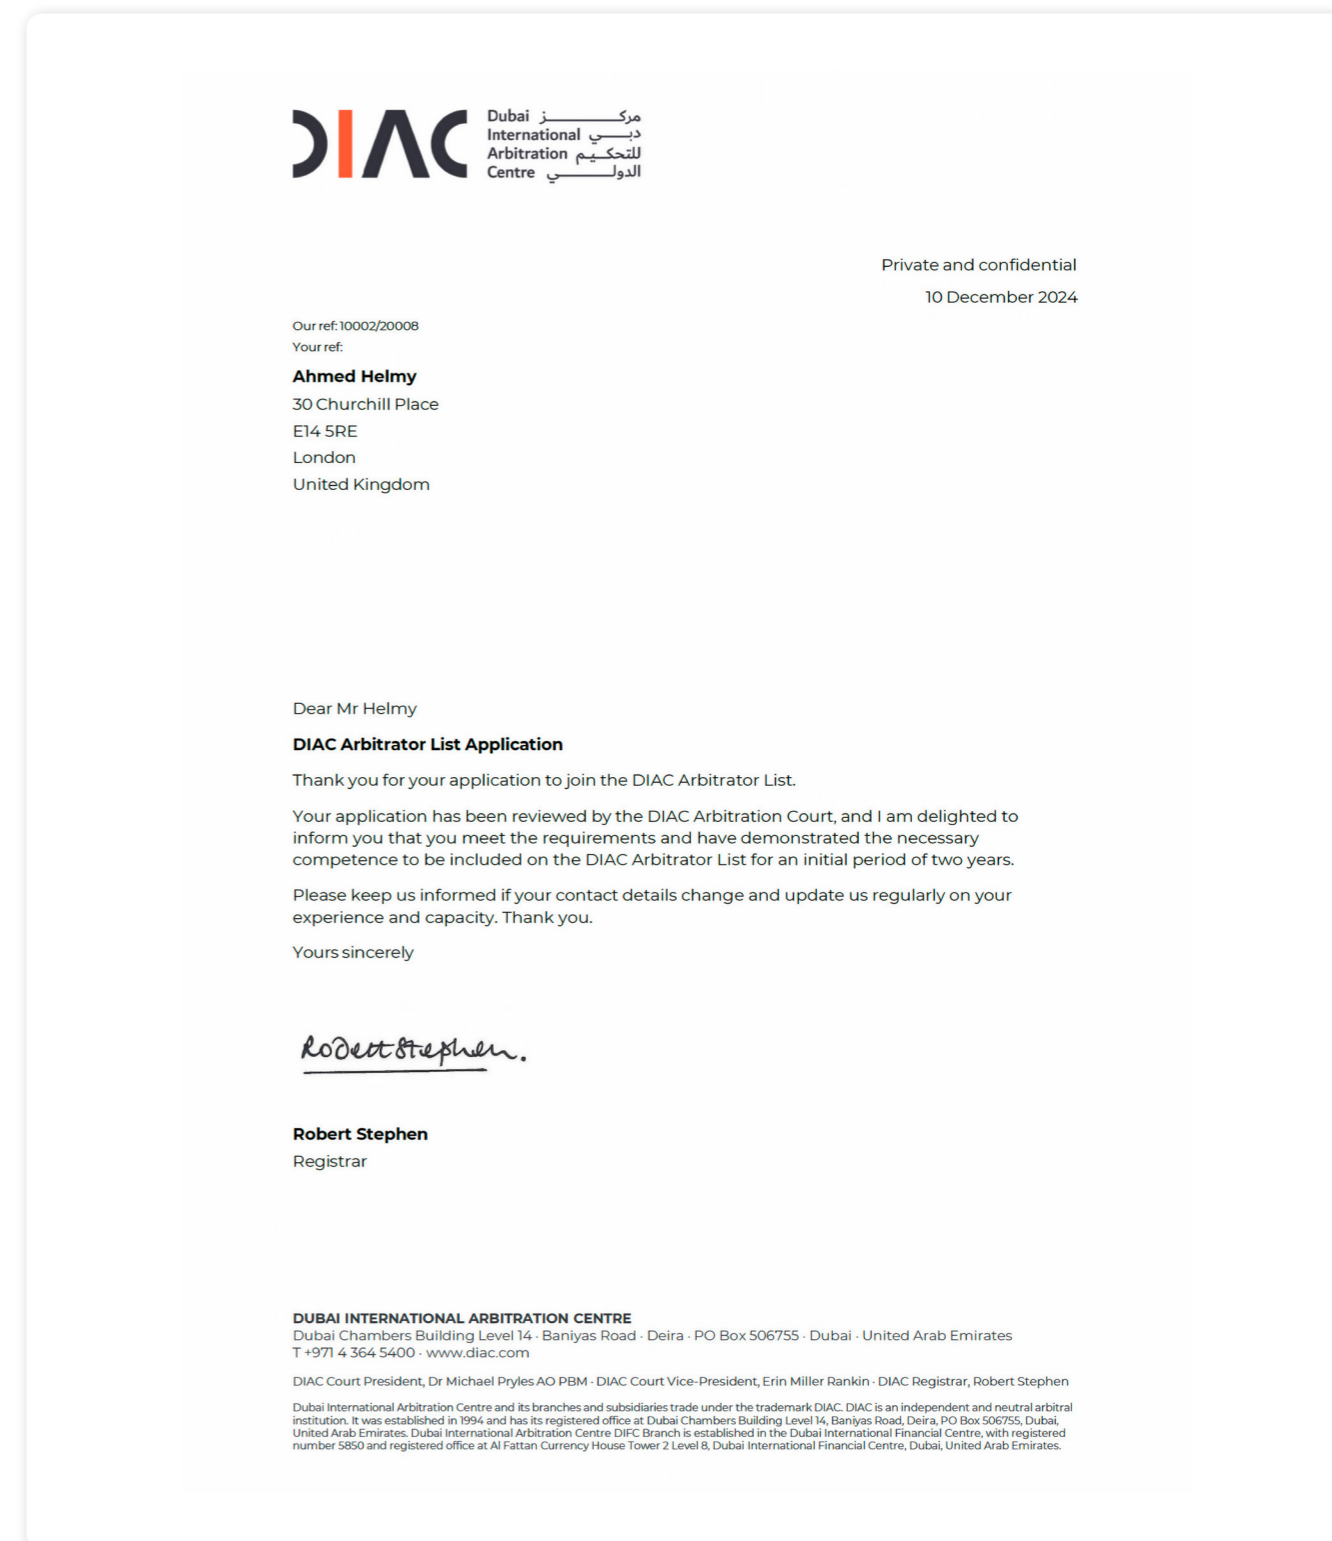 DIAC
Dubai
International
Arbitration
Centre
مركز
دبي
للتحكيم
الدولي
Private and confidential
10 December 2024
Our ref: 10002/20008
Your ref:
Ahmed Helmy
30 Churchill Place
E14 5RE
London
United Kingdom
Dear Mr Helmy
DIAC Arbitrator List Application
Thank you for your application to join the DIAC Arbitrator List.
Your application has been reviewed by the DIAC Arbitration Court, and I am delighted to
inform you that you meet the requirements and have demonstrated the necessary
competence to be included on the DIAC Arbitrator List for an initial period of two years.
Please keep us informed if your contact details change and update us regularly on your
experience and capacity. Thank you.
Yours sincerely
Robert Stephen.
Robert Stephen
Registrar
DUBAI INTERNATIONAL ARBITRATION CENTRE
Dubai Chambers Building Level 14 · Baniyas Road · Deira · PO Box 506755 · Dubai · United Arab Emirates
T +971 4 364 5400 · www.diac.com
DIAC Court President, Dr Michael Pryles AO PBM · DIAC Court Vice-President, Erin Miller Rankin · DIAC Registrar, Robert Stephen
Dubai International Arbitration Centre and its branches and subsidiaries trade under the trademark DIAC. DIAC is an independent and neutral arbitral
institution. It was established in 1994 and has its registered office at Dubai Chambers Building Level 14, Baniyas Road, Deira, PO Box 506755, Dubai,
United Arab Emirates. Dubai International Arbitration Centre DIFC Branch is established in the Dubai International Financial Centre, with registered
number 5850 and registered office at Al Fattan Currency House Tower 2 Level 8, Dubai International Financial Centre, Dubai, United Arab Emirates.